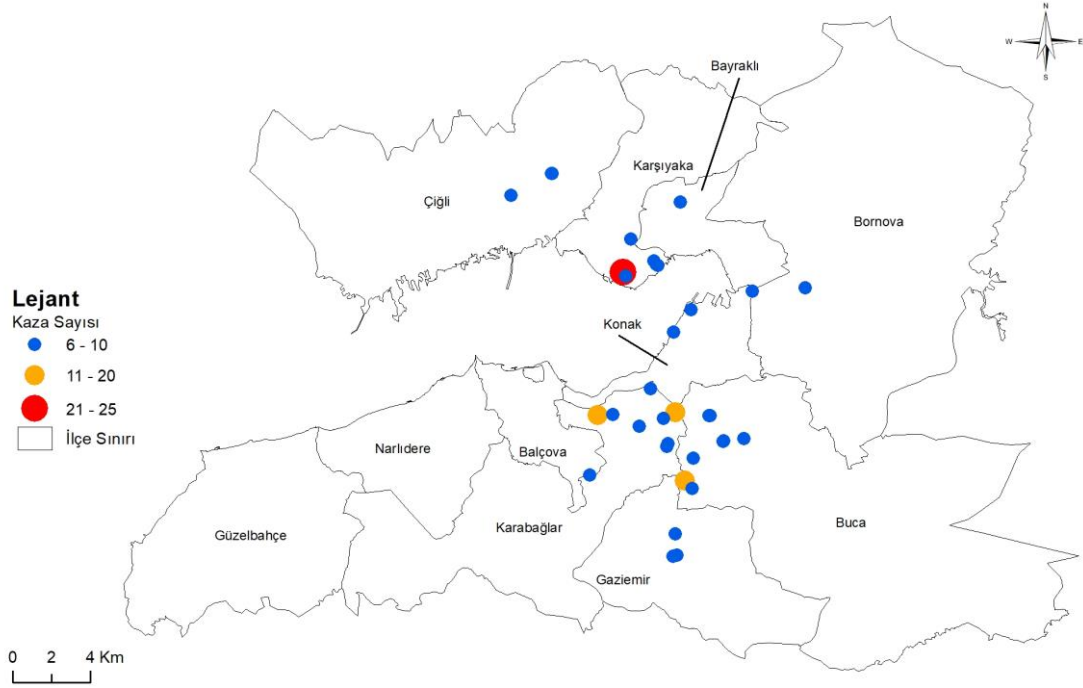 N
W E
S
Bayraklı
Karşıyaka
Çiğli
Bornova
Lejant
Kaza Sayısı
6 - 10
11 - 20
21 - 25
İlçe Sınırı
Konak
Narlıdere
Balçova
Güzelbahçe
Karabağlar
Buca
Gaziemir
0 2 4 Km